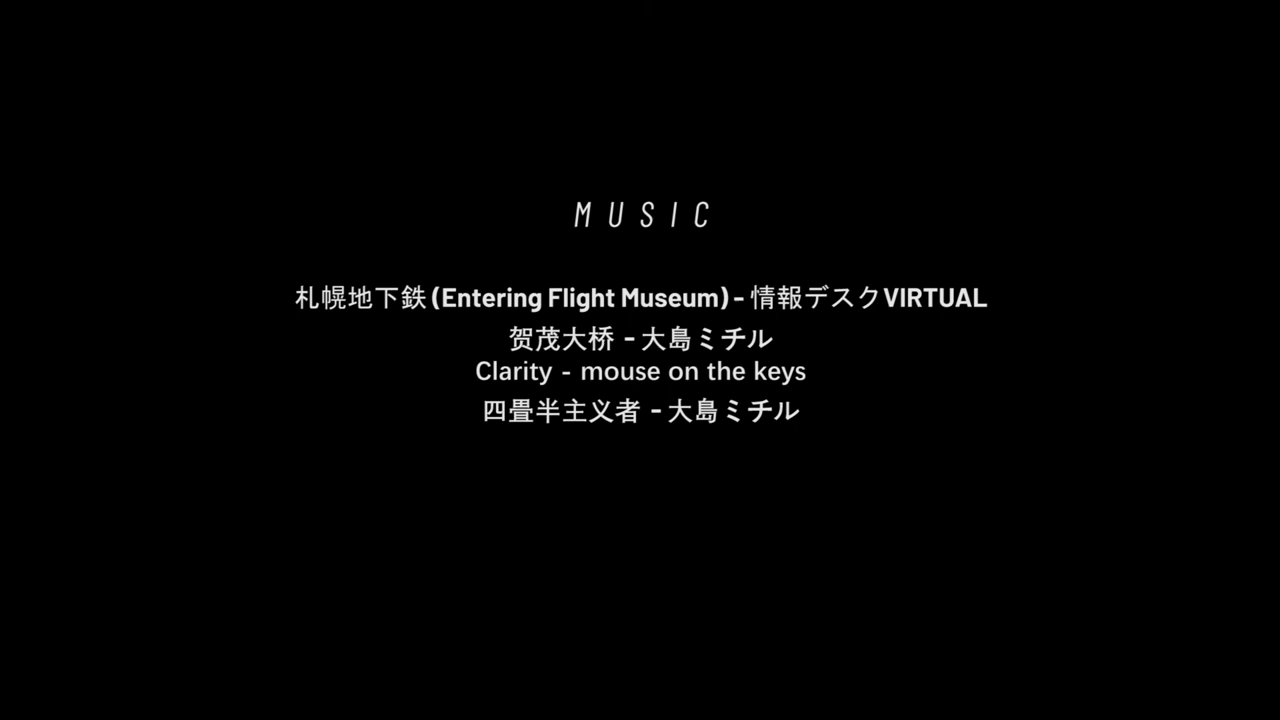 MUSIC
札幌地下鉄 (Entering Flight Museum) - 情報デスクVIRTUAL
贺茂大桥 - 大島ミチル
Clarity - mouse on the keys
四畳半主义者 - 大島ミチル